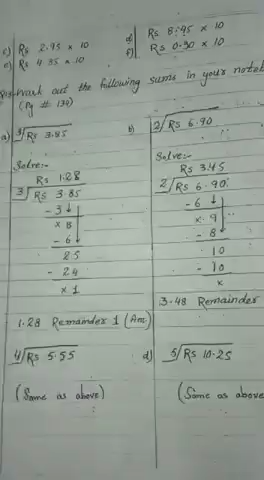 c) Rs 2.95 × 10 d) Rs 8.95 × 10
e) Rs 4.35 × 10 f) Rs 0.30 × 10
Work out the following sums in your note
(Pg # 134)
a) 3√Rs 3.85 b) 2√Rs 6.90
Solve:- Solve:-
Rs 1.28 Rs 3.45
3√Rs 3.85 2√Rs 6.90
- 3↓ - 6↓
× 8 × 9
- 6↓ - 8↓
25 10
- 24 - 10
× 1 ×
3.48 Remainder
1.28 Remainder 1 (Ans)
4√Rs 5.55 d) 5√Rs 10.25
(Same as above) (Same as above